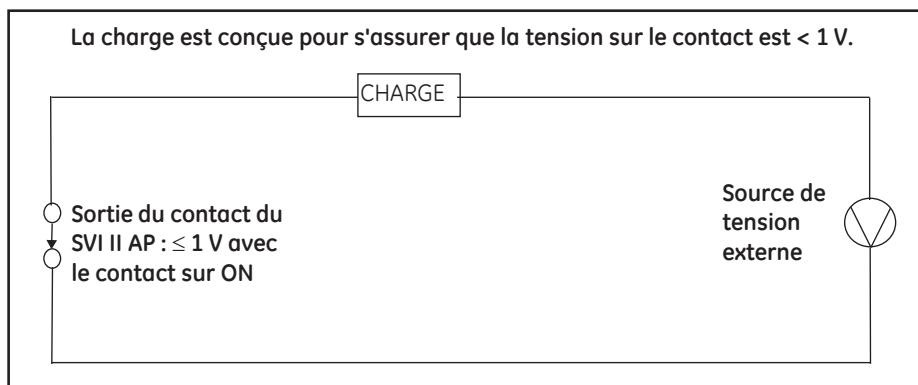 La charge est conçue pour s'assurer que la tension sur le contact est < 1 V.
CHARGE
Sortie du contact du
SVI II AP : ≤ 1 V avec
le contact sur ON
Source de
tension
externe
V